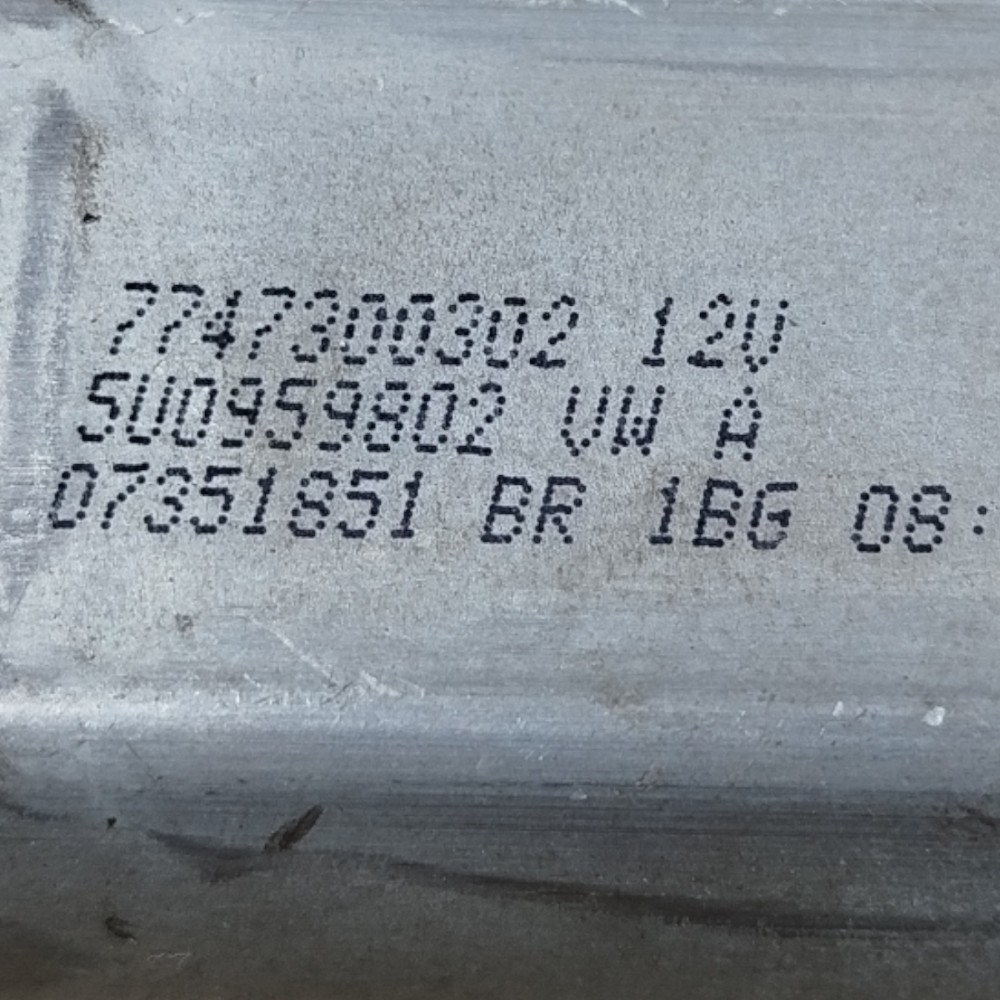 7747300302 12V
5U0959802 VW A
07351851 BR 1BG 08: